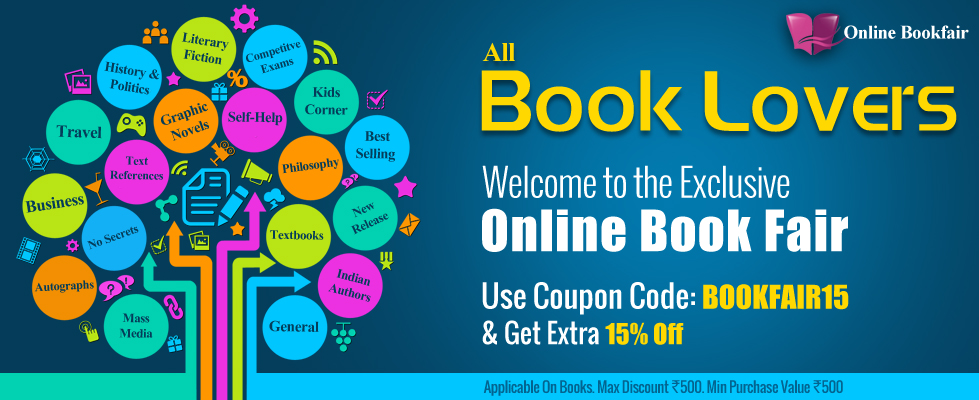 Literary
Fiction
Competitve
Exams
History &
Politics
%
Graphic
Novels
Self-Help
Kids
Corner
Travel
Best
Selling
Text
References
Philosophy
Business
No Secrets
New
Release
Textbooks
Autographs
Indian
Authors
Mass
Media
General
Online Bookfair
All
Book Lovers
Welcome to the Exclusive
Online Book Fair
Use Coupon Code: BOOKFAIR15
& Get Extra 15% Off
Applicable On Books. Max Discount ₹500. Min Purchase Value ₹500